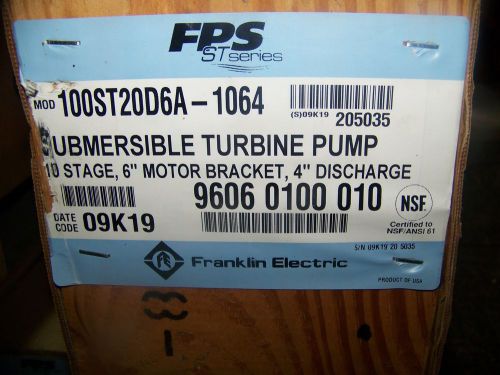 FPS
ST series
MOD 100ST20D6A-1064
(S)09K19 205035
UBMERSIBLE TURBINE PUMP
10 STAGE, 6" MOTOR BRACKET, 4" DISCHARGE
9606 0100 010
NSF
DATE CODE 09K19
Certified to
NSF/ANSI 61
S/N 09K19 20 5035
Franklin Electric
PRODUCT OF USA